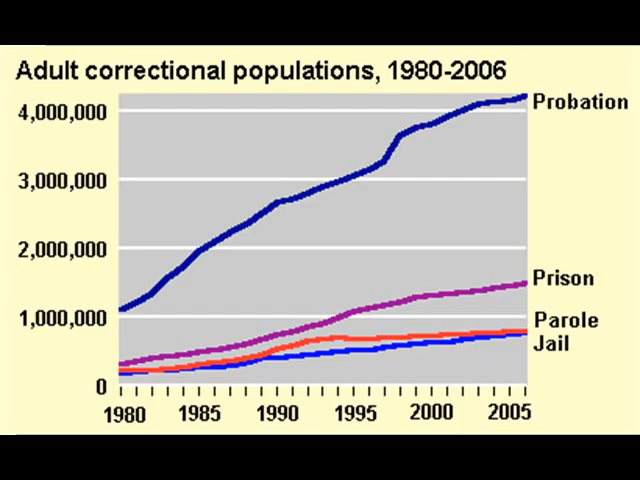 Adult correctional populations, 1980-2006
4,000,000
3,000,000
2,000,000
1,000,000
0
Probation
Prison
Parole
Jail
1980 1985 1990 1995 2000 2005